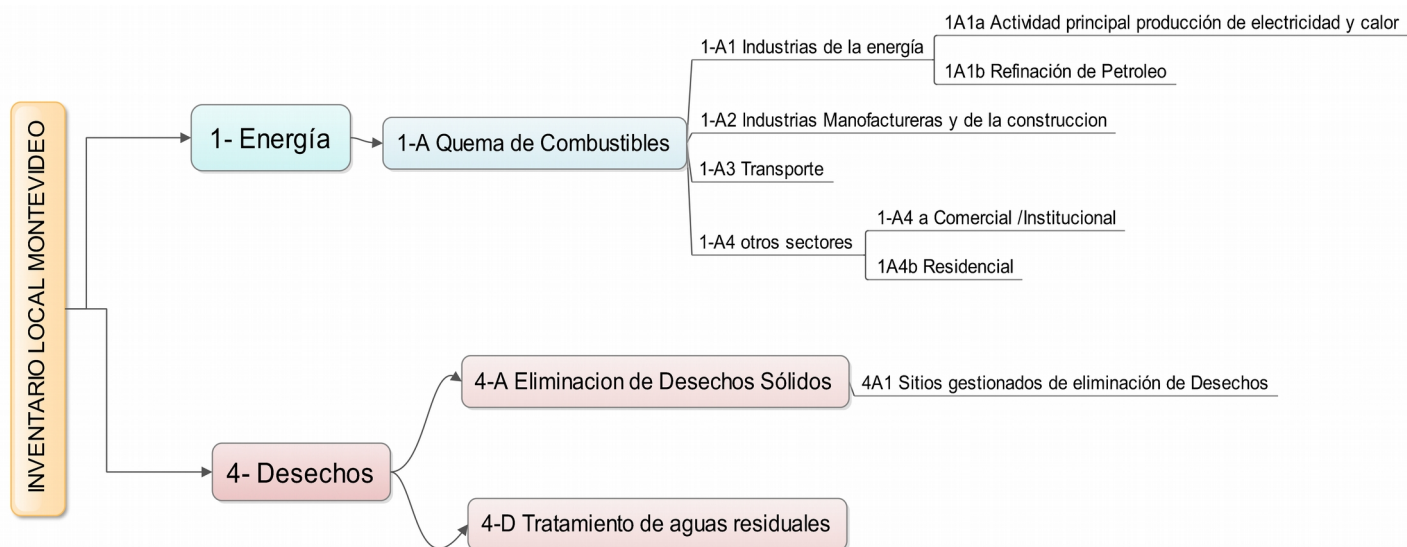 INVENTARIO LOCAL MONTEVIDEO
1- Energía
1-A Quema de Combustibles
1-A1 Industrias de la energía
1A1a Actividad principal producción de electricidad y calor
1A1b Refinación de Petroleo
1-A2 Industrias Manofactureras y de la construccion
1-A3 Transporte
1-A4 otros sectores
1-A4 a Comercial /Institucional
1A4b Residencial
4- Desechos
4-A Eliminacion de Desechos Sólidos
4A1 Sitios gestionados de eliminación de Desechos
4-D Tratamiento de aguas residuales